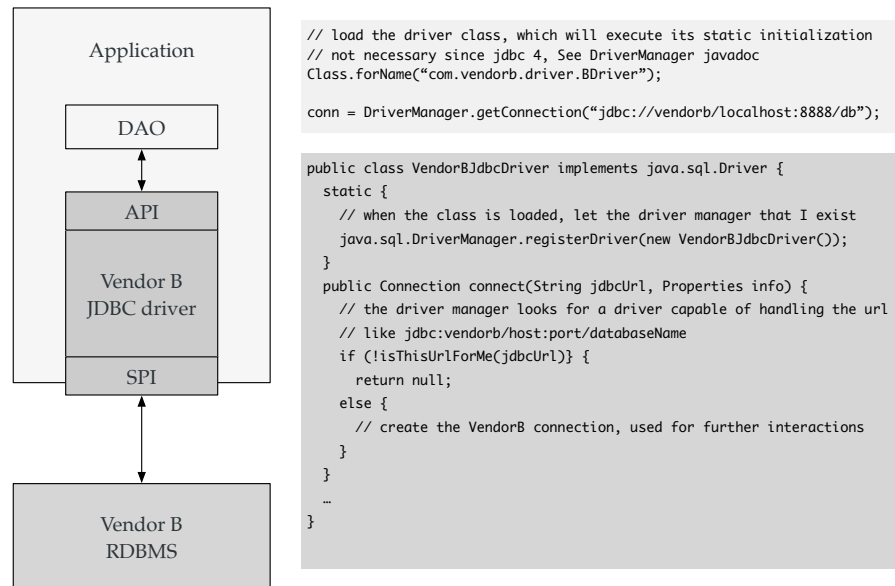 Application
DAO
API
Vendor B
JDBC driver
SPI
Vendor B
RDBMS
// load the driver class, which will execute its static initialization
// not necessary since jdbc 4, See DriverManager javadoc
Class.forName(“com.vendorb.driver.BDriver”);
conn = DriverManager.getConnection(“jdbc://vendorb/localhost:8888/db”);
public class VendorBJdbcDriver implements java.sql.Driver {
static {
// when the class is loaded, let the driver manager that I exist
java.sql.DriverManager.registerDriver(new VendorBJdbcDriver());
}
public Connection connect(String jdbcUrl, Properties info) {
// the driver manager looks for a driver capable of handling the url
// like jdbc:vendorb/host:port/databaseName
if (!isThisUrlForMe(jdbcUrl)} {
return null;
else {
// create the VendorB connection, used for further interactions
}
}
…
}